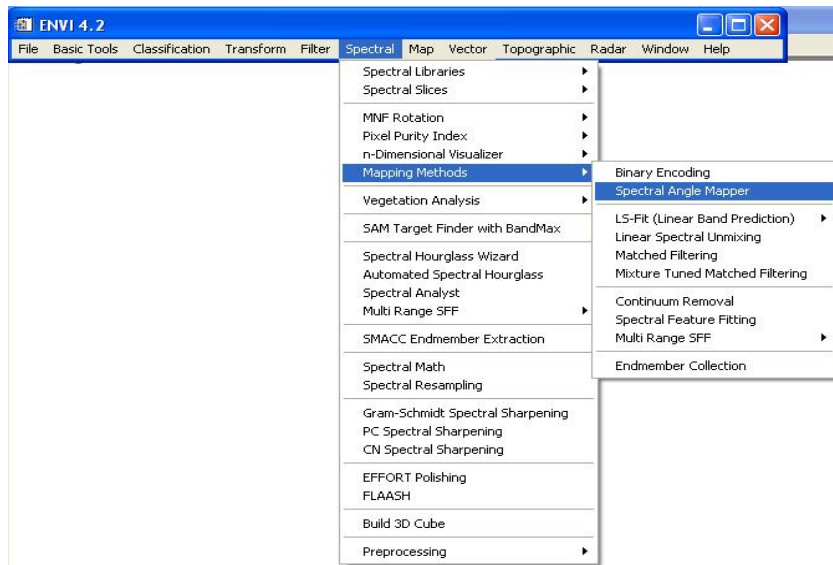 ENVI 4.2
File Basic Tools Classification Transform Filter Spectral Map Vector Topographic Radar Window Help
Spectral Libraries
Spectral Slices
MNF Rotation
Pixel Purity Index
n-Dimensional Visualizer
Mapping Methods
Vegetation Analysis
SAM Target Finder with BandMax
Spectral Hourglass Wizard
Automated Spectral Hourglass
Spectral Analyst
Multi Range SFF
SMACC Endmember Extraction
Spectral Math
Spectral Resampling
Gram-Schmidt Spectral Sharpening
PC Spectral Sharpening
CN Spectral Sharpening
EFFORT Polishing
FLAASH
Build 3D Cube
Preprocessing
Binary Encoding
Spectral Angle Mapper
LS-Fit (Linear Band Prediction)
Linear Spectral Unmixing
Matched Filtering
Mixture Tuned Matched Filtering
Continuum Removal
Spectral Feature Fitting
Multi Range SFF
Endmember Collection